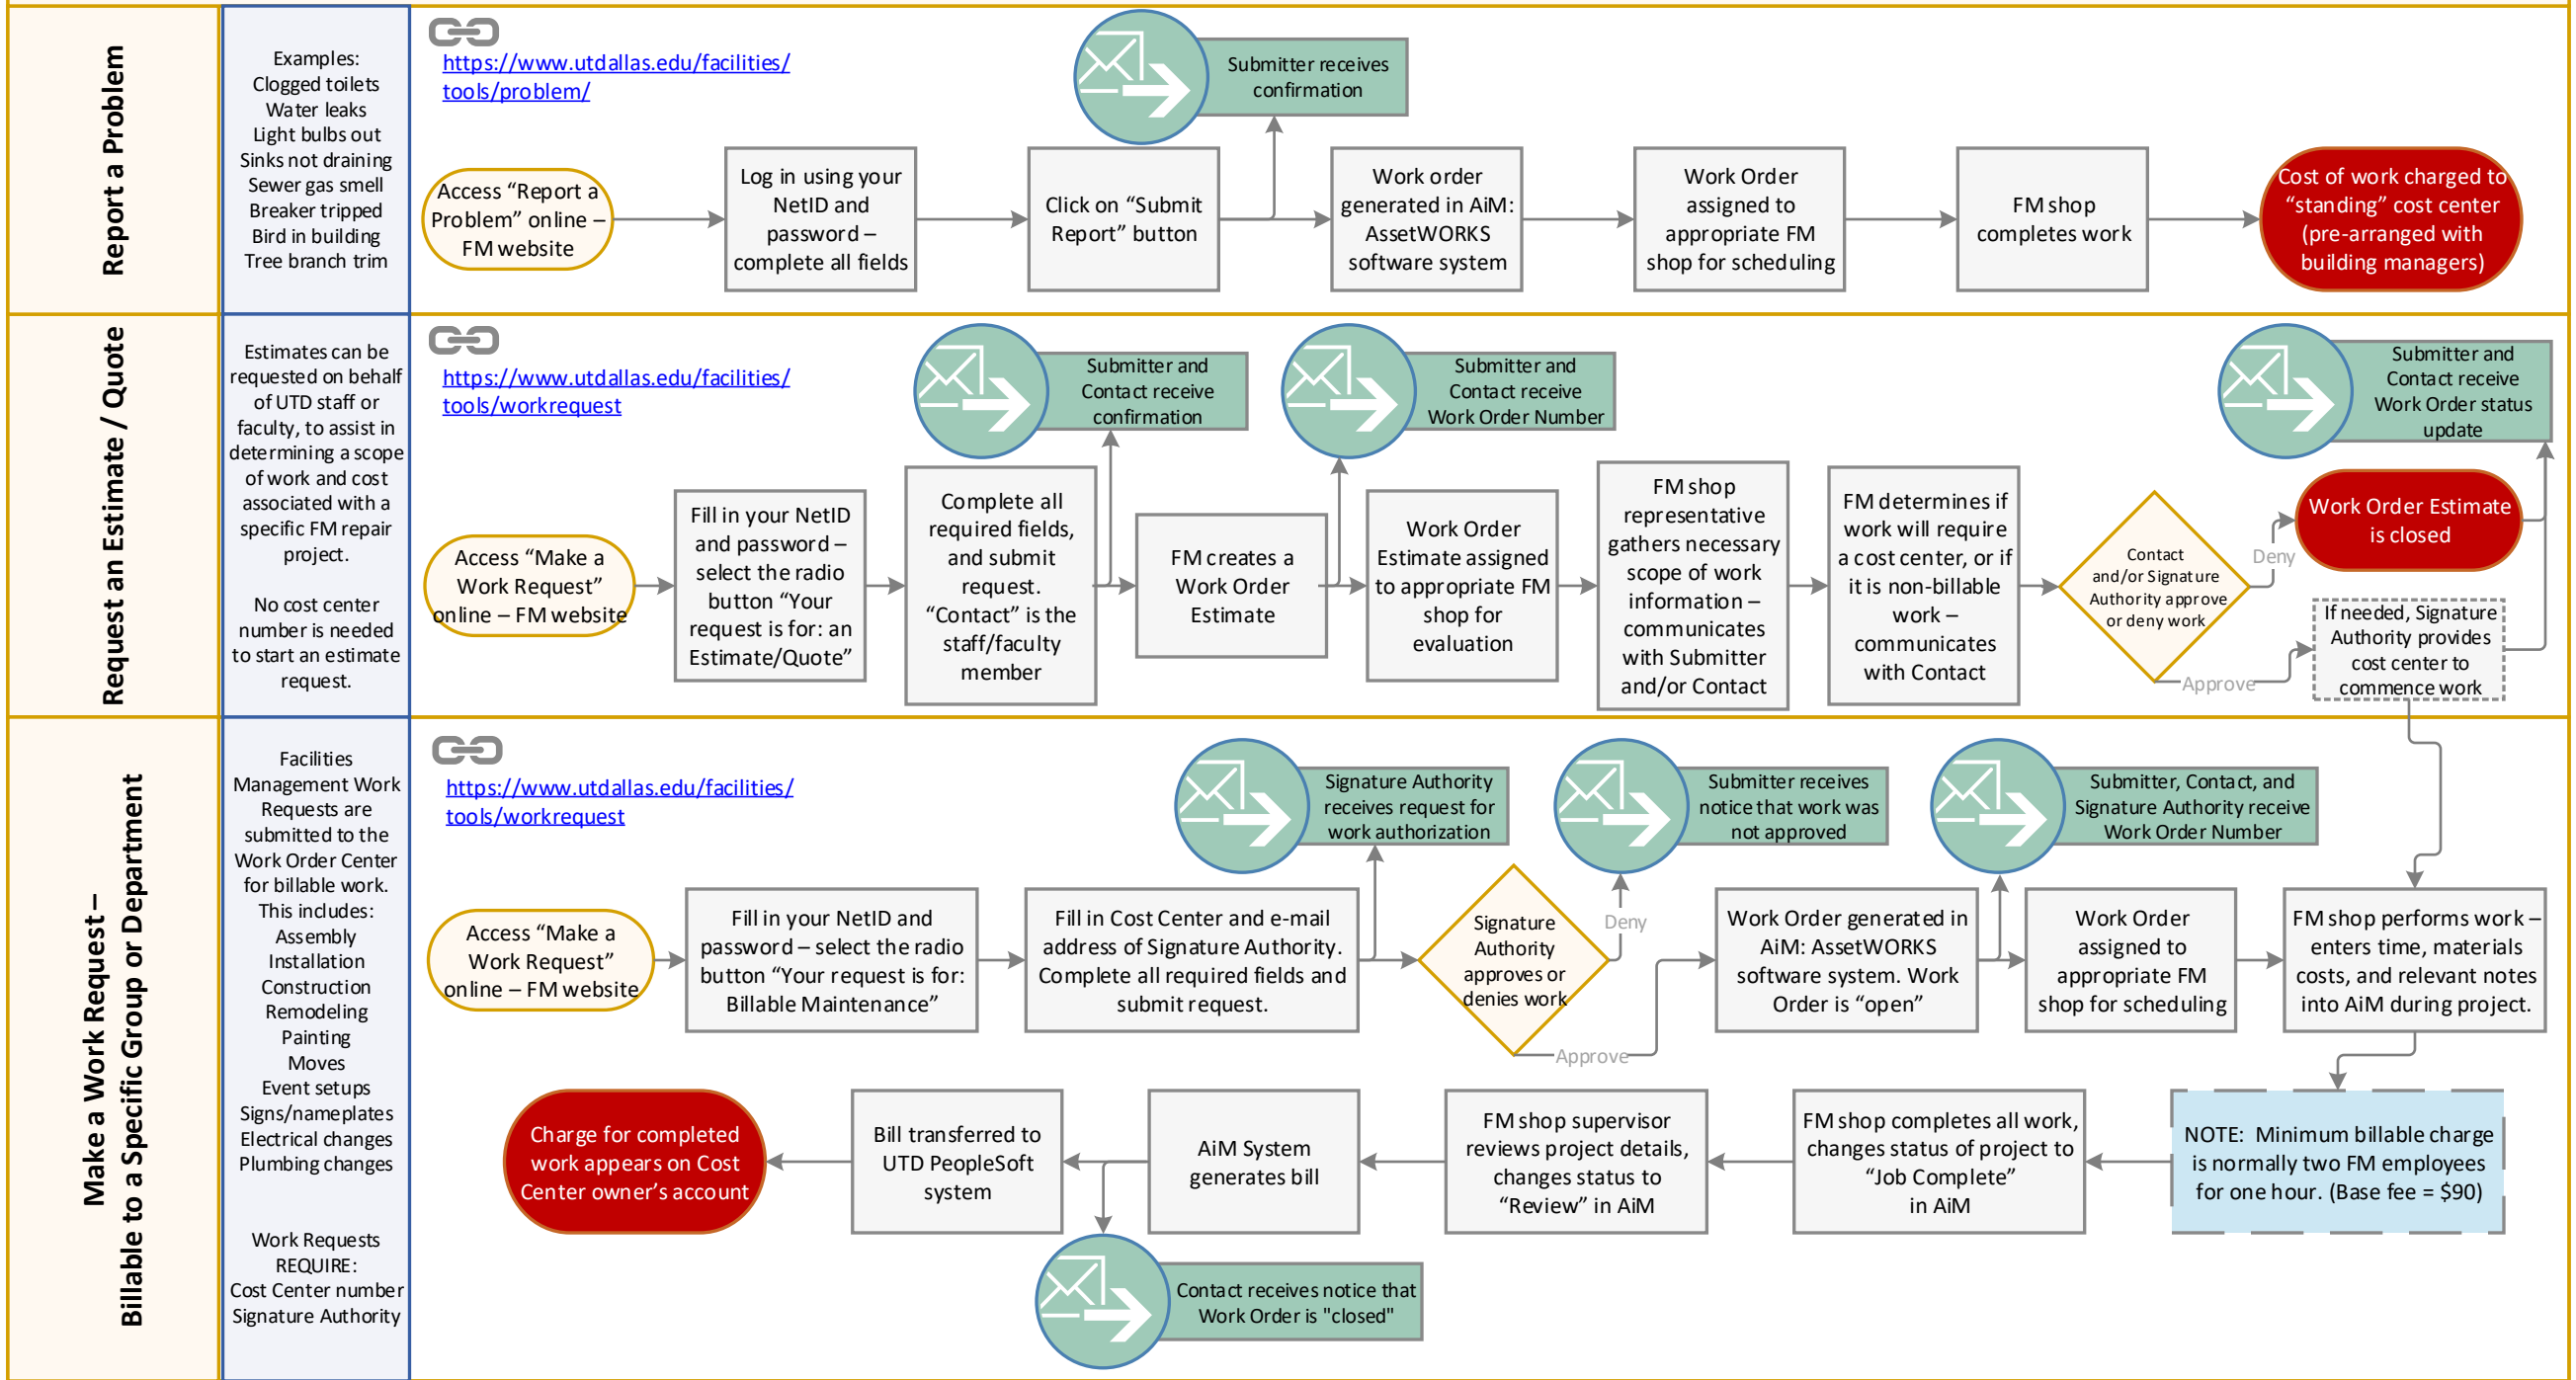 Report a Problem
Examples:
Clogged toilets
Water leaks
Light bulbs out
Sinks not draining
Sewer gas smell
Breaker tripped
Bird in building
Tree branch trim
https://www.utdallas.edu/facilities/
tools/problem/
Submitter receives
confirmation
Access “Report a
Problem” online –
FM website
Log in using your
NetID and
password –
complete all fields
Click on “Submit
Report” button
Work order
generated in AiM:
AssetWORKS
software system
Work Order
assigned to
appropriate FM
shop for scheduling
FM shop
completes work
Cost of work charged to
“standing” cost center
(pre-arranged with
building managers)
Request an Estimate / Quote
Estimates can be
requested on behalf
of UTD staff or
faculty, to assist in
determining a scope
of work and cost
associated with a
specific FM repair
project.
No cost center
number is needed
to start an estimate
request.
https://www.utdallas.edu/facilities/
tools/workrequest
Submitter and
Contact receive
confirmation
Submitter and
Contact receive
Work Order Number
Submitter and
Contact receive
Work Order status
update
Access “Make a
Work Request”
online – FM website
Fill in your NetID
and password –
select the radio
button “Your
request is for: an
Estimate/Quote”
Complete all
required fields,
and submit
request.
“Contact” is the
staff/faculty
member
FM creates a
Work Order
Estimate
Work Order
Estimate assigned
to appropriate FM
shop for
evaluation
FM shop
representative
gathers necessary
scope of work
information –
communicates
with Submitter
and/or Contact
FM determines if
work will require
a cost center, or if
it is non-billable
work –
communicates
with Contact
Contact
and/or Signature
Authority approve
or deny work
Deny
Work Order Estimate
is closed
Approve
If needed, Signature
Authority provides
cost center to
commence work
Make a Work Request –
Billable to a Specific Group or Department
Facilities
Management Work
Requests are
submitted to the
Work Order Center
for billable work.
This includes:
Assembly
Installation
Construction
Remodeling
Painting
Moves
Event setups
Signs/nameplates
Electrical changes
Plumbing changes
Work Requests
REQUIRE:
Cost Center number
Signature Authority
https://www.utdallas.edu/facilities/
tools/workrequest
Signature Authority
receives request for
work authorization
Submitter receives
notice that work was
not approved
Submitter, Contact, and
Signature Authority receive
Work Order Number
Access “Make a
Work Request”
online – FM website
Fill in your NetID and
password – select the radio
button “Your request is for:
Billable Maintenance”
Fill in Cost Center and e-mail
address of Signature Authority.
Complete all required fields and
submit request.
Signature
Authority
approves or
denies work
Deny
Approve
Work Order generated in
AiM: AssetWORKS
software system. Work
Order is “open”
Work Order
assigned to
appropriate FM
shop for scheduling
FM shop performs work –
enters time, materials
costs, and relevant notes
into AiM during project.
NOTE: Minimum billable charge
is normally two FM employees
for one hour. (Base fee = $90)
FM shop completes all work,
changes status of project to
“Job Complete”
in AiM
FM shop supervisor
reviews project details,
changes status to
“Review” in AiM
AiM System
generates bill
Bill transferred to
UTD PeopleSoft
system
Charge for completed
work appears on Cost
Center owner’s account
Contact receives notice that
Work Order is "closed"